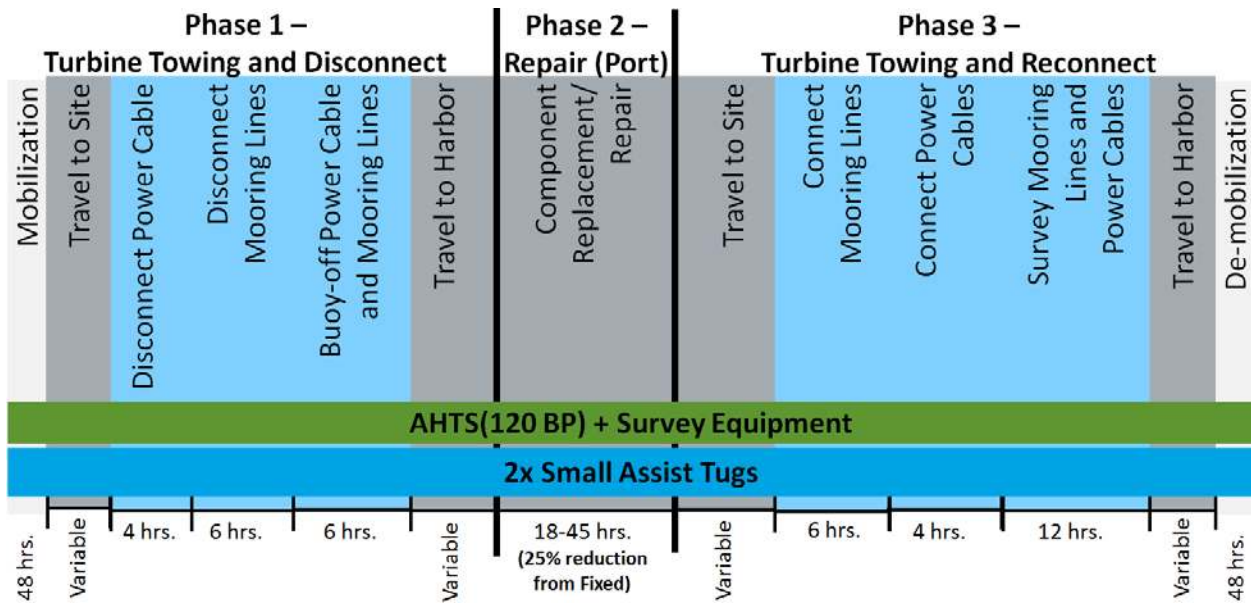 Phase 1 –
Turbine Towing and Disconnect
Phase 2 –
Repair (Port)
Phase 3 –
Turbine Towing and Reconnect
Mobilization
Travel to Site
Disconnect Power Cable
Disconnect
Mooring Lines
Buoy-off Power Cable
and Mooring Lines
Travel to Harbor
Component
Replacement/
Repair
Travel to Site
Connect
Mooring Lines
Connect Power
Cables
Survey Mooring
Lines and
Power Cables
Travel to Harbor
De-mobilization
AHTS(120 BP) + Survey Equipment
2x Small Assist Tugs
48 hrs.
Variable
4 hrs.
6 hrs.
6 hrs.
Variable
18-45 hrs.
(25% reduction
from Fixed)
Variable
6 hrs.
4 hrs.
12 hrs.
Variable
48 hrs.